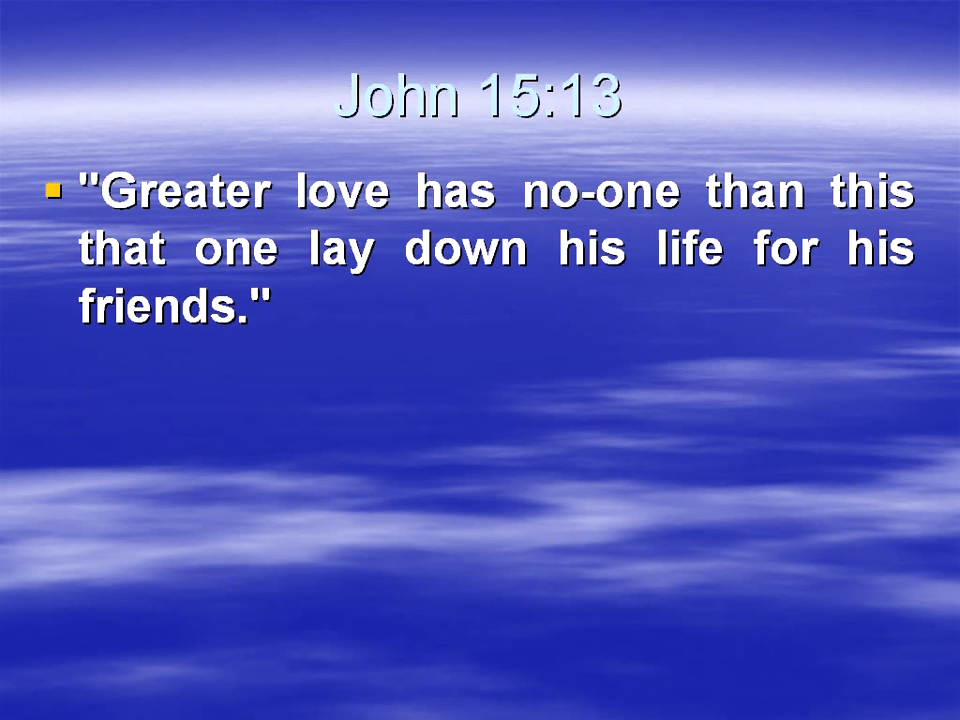 John 15:13
"Greater love has no-one than this
that one lay down his life for his
friends."